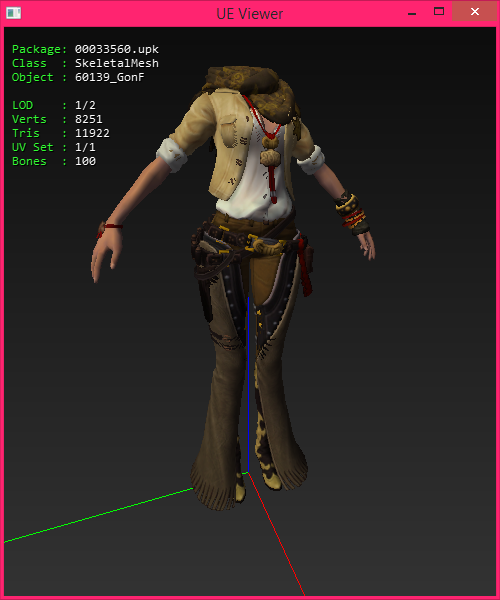 UE Viewer
Package: 00033560.upk
Class  : SkeletalMesh
Object : 60139_GonF
LOD    : 1/2
Verts  : 8251
Tris   : 11922
UV Set : 1/1
Bones  : 100